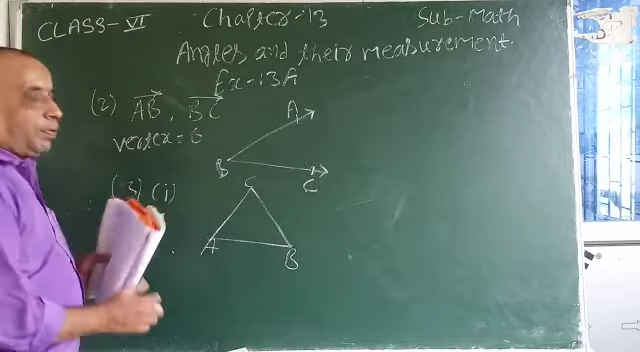 CLASS-VI Chapter-13 Sub-Math
Angles and their measurement.
Ex-13A
(2) AB, BC
vertex = B
A
B
C
(3) (i)
C
A
B